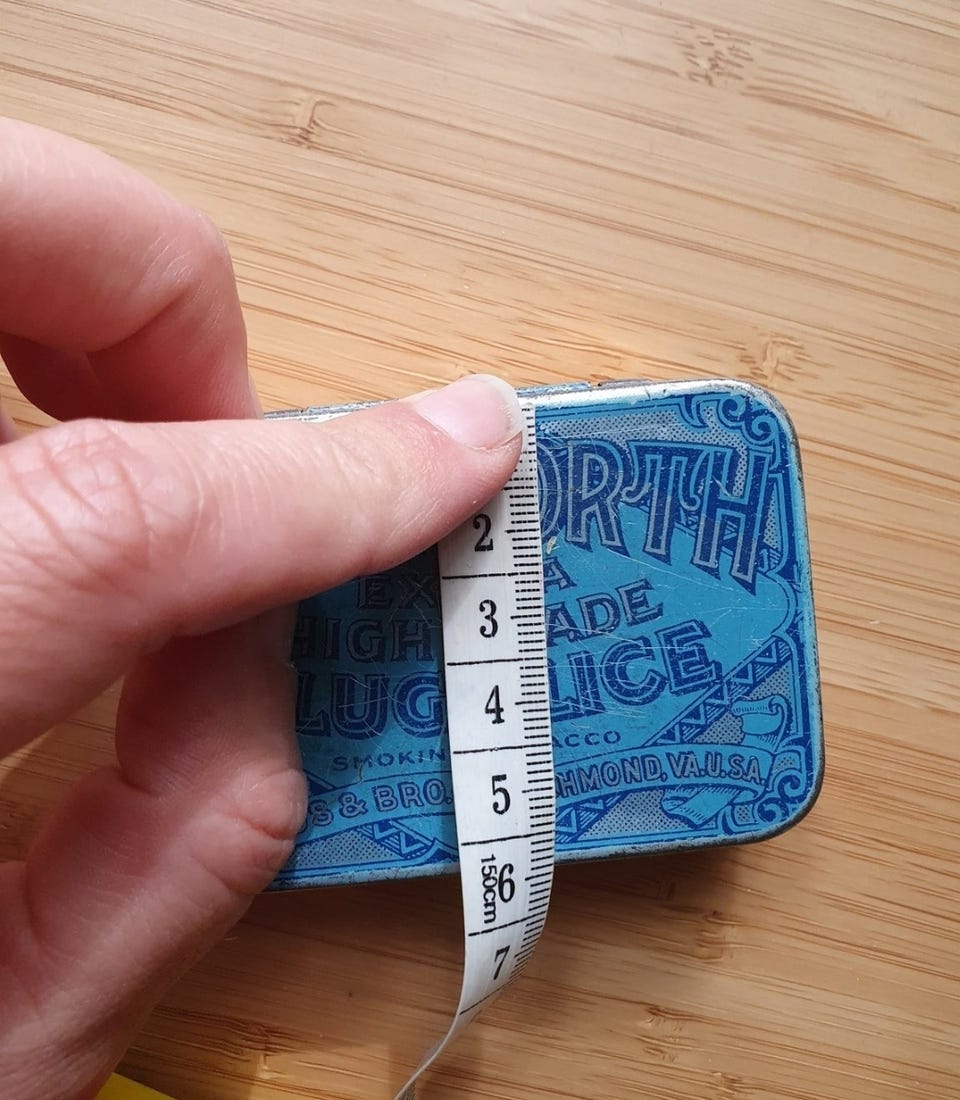 ORTH
EX A
HIGH ADE
LUG LICE
SMOKIN ACCO
& BRO. HMOND, VA. U.S.A.
2
3
4
5
150cm 6
7